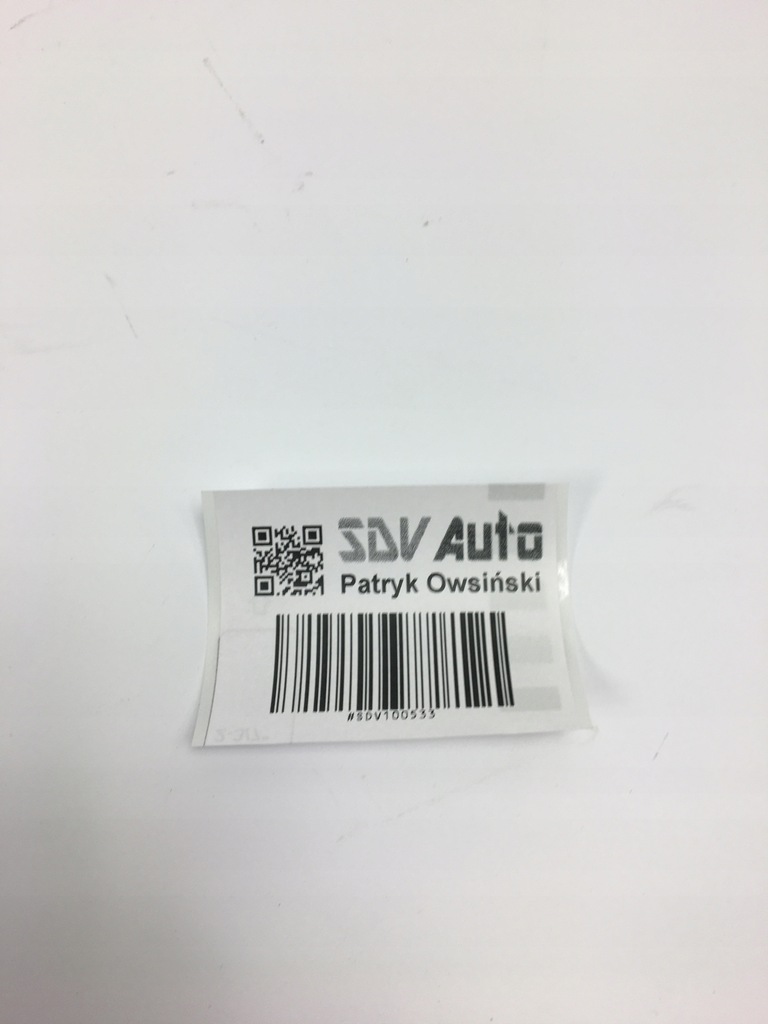 SDV Auto
Patryk Owsiński
#SDV100533